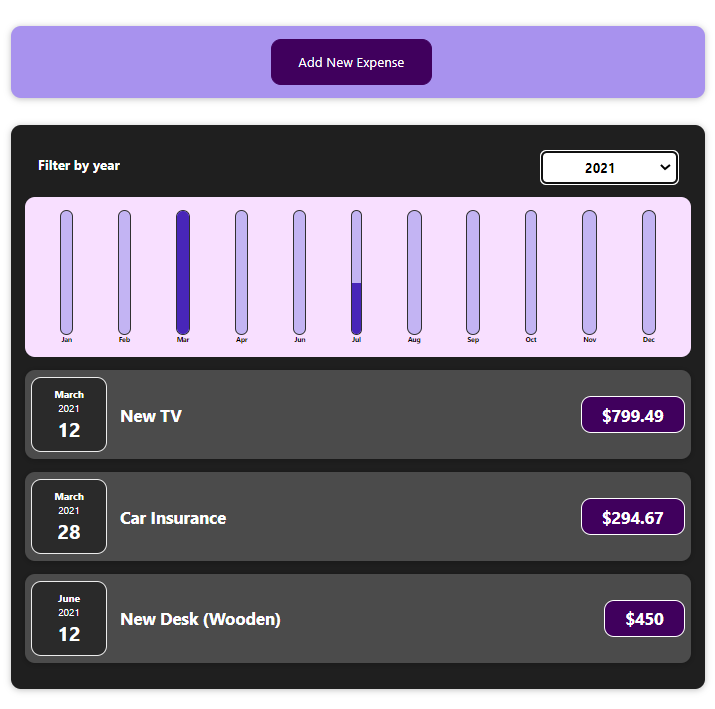 Add New Expense
Filter by year
2021
Jan Feb Mar Apr Jun Jul Aug Sep Oct Nov Dec
March
2021
12
New TV
$799.49
March
2021
28
Car Insurance
$294.67
June
2021
12
New Desk (Wooden)
$450